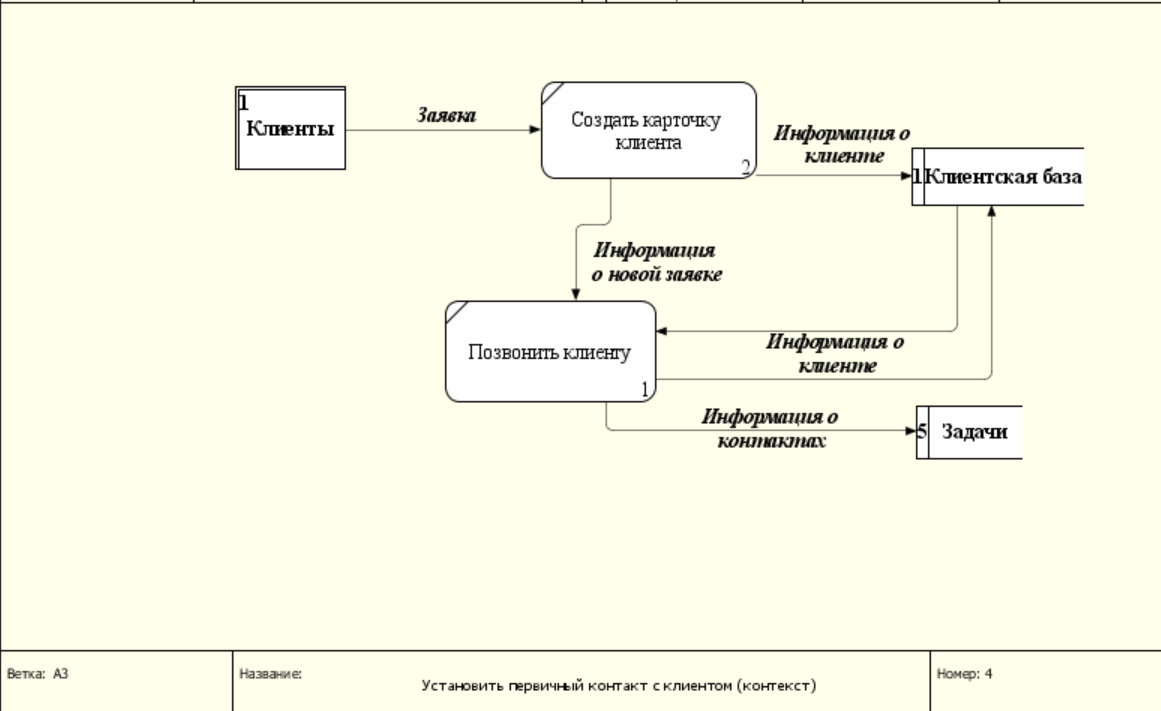 1
Клиенты
Заявка
Создать карточку
клиента
2
Информация о
клиенте
1
Клиентская база
Информация
о новой заявке
Позвонить клиенту
1
Информация о
клиенте
Информация о
контактах
5
Задачи
Ветка: A3
Название:
Установить первичный контакт с клиентом (контекст)
Номер: 4